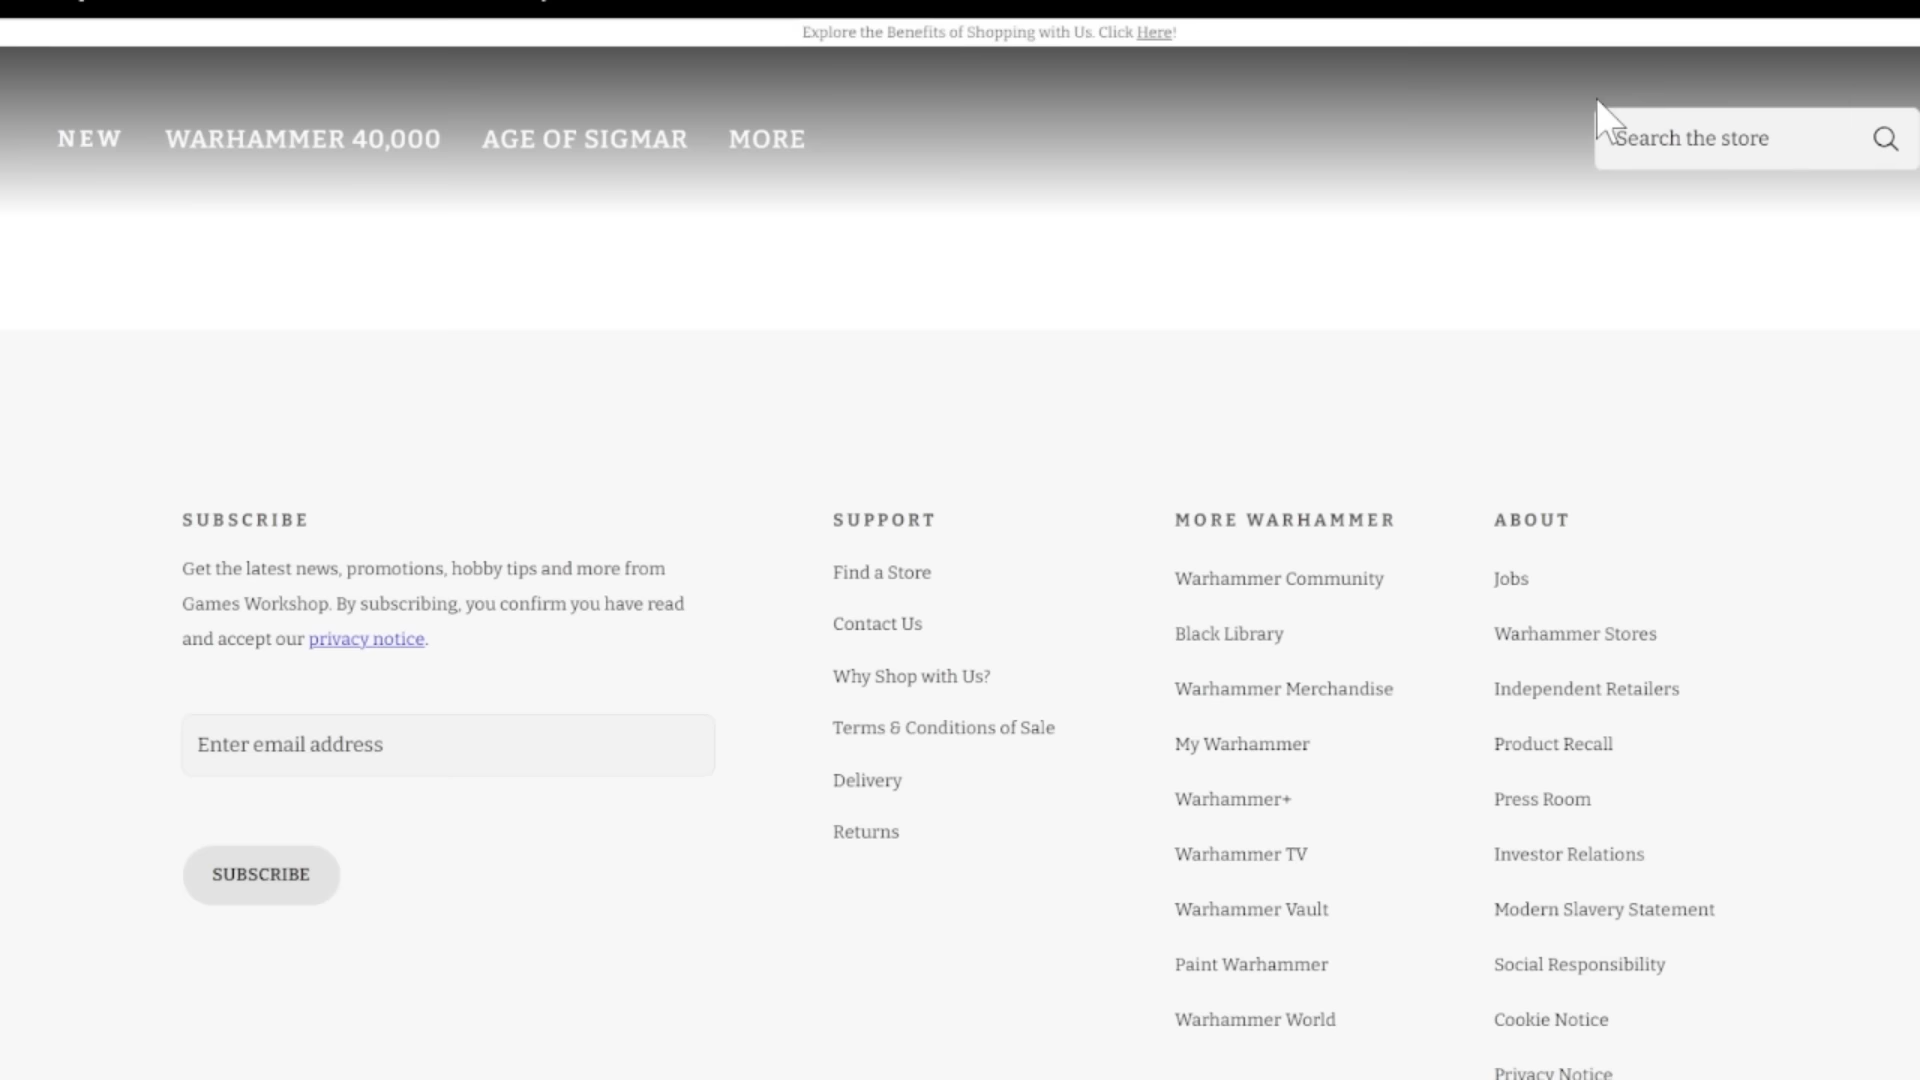 Explore the Benefits of Shopping with Us. Click Here!
NEW WARHAMMER 40,000 AGE OF SIGMAR MORE
Search the store
SUBSCRIBE
Get the latest news, promotions, hobby tips and more from
Games Workshop. By subscribing, you confirm you have read
and accept our privacy notice.
Enter email address
SUBSCRIBE
SUPPORT
Find a Store
Contact Us
Why Shop with Us?
Terms & Conditions of Sale
Delivery
Returns
MORE WARHAMMER
Warhammer Community
Black Library
Warhammer Merchandise
My Warhammer
Warhammer+
Warhammer TV
Warhammer Vault
Paint Warhammer
Warhammer World
ABOUT
Jobs
Warhammer Stores
Independent Retailers
Product Recall
Press Room
Investor Relations
Modern Slavery Statement
Social Responsibility
Cookie Notice
Privacy Notice